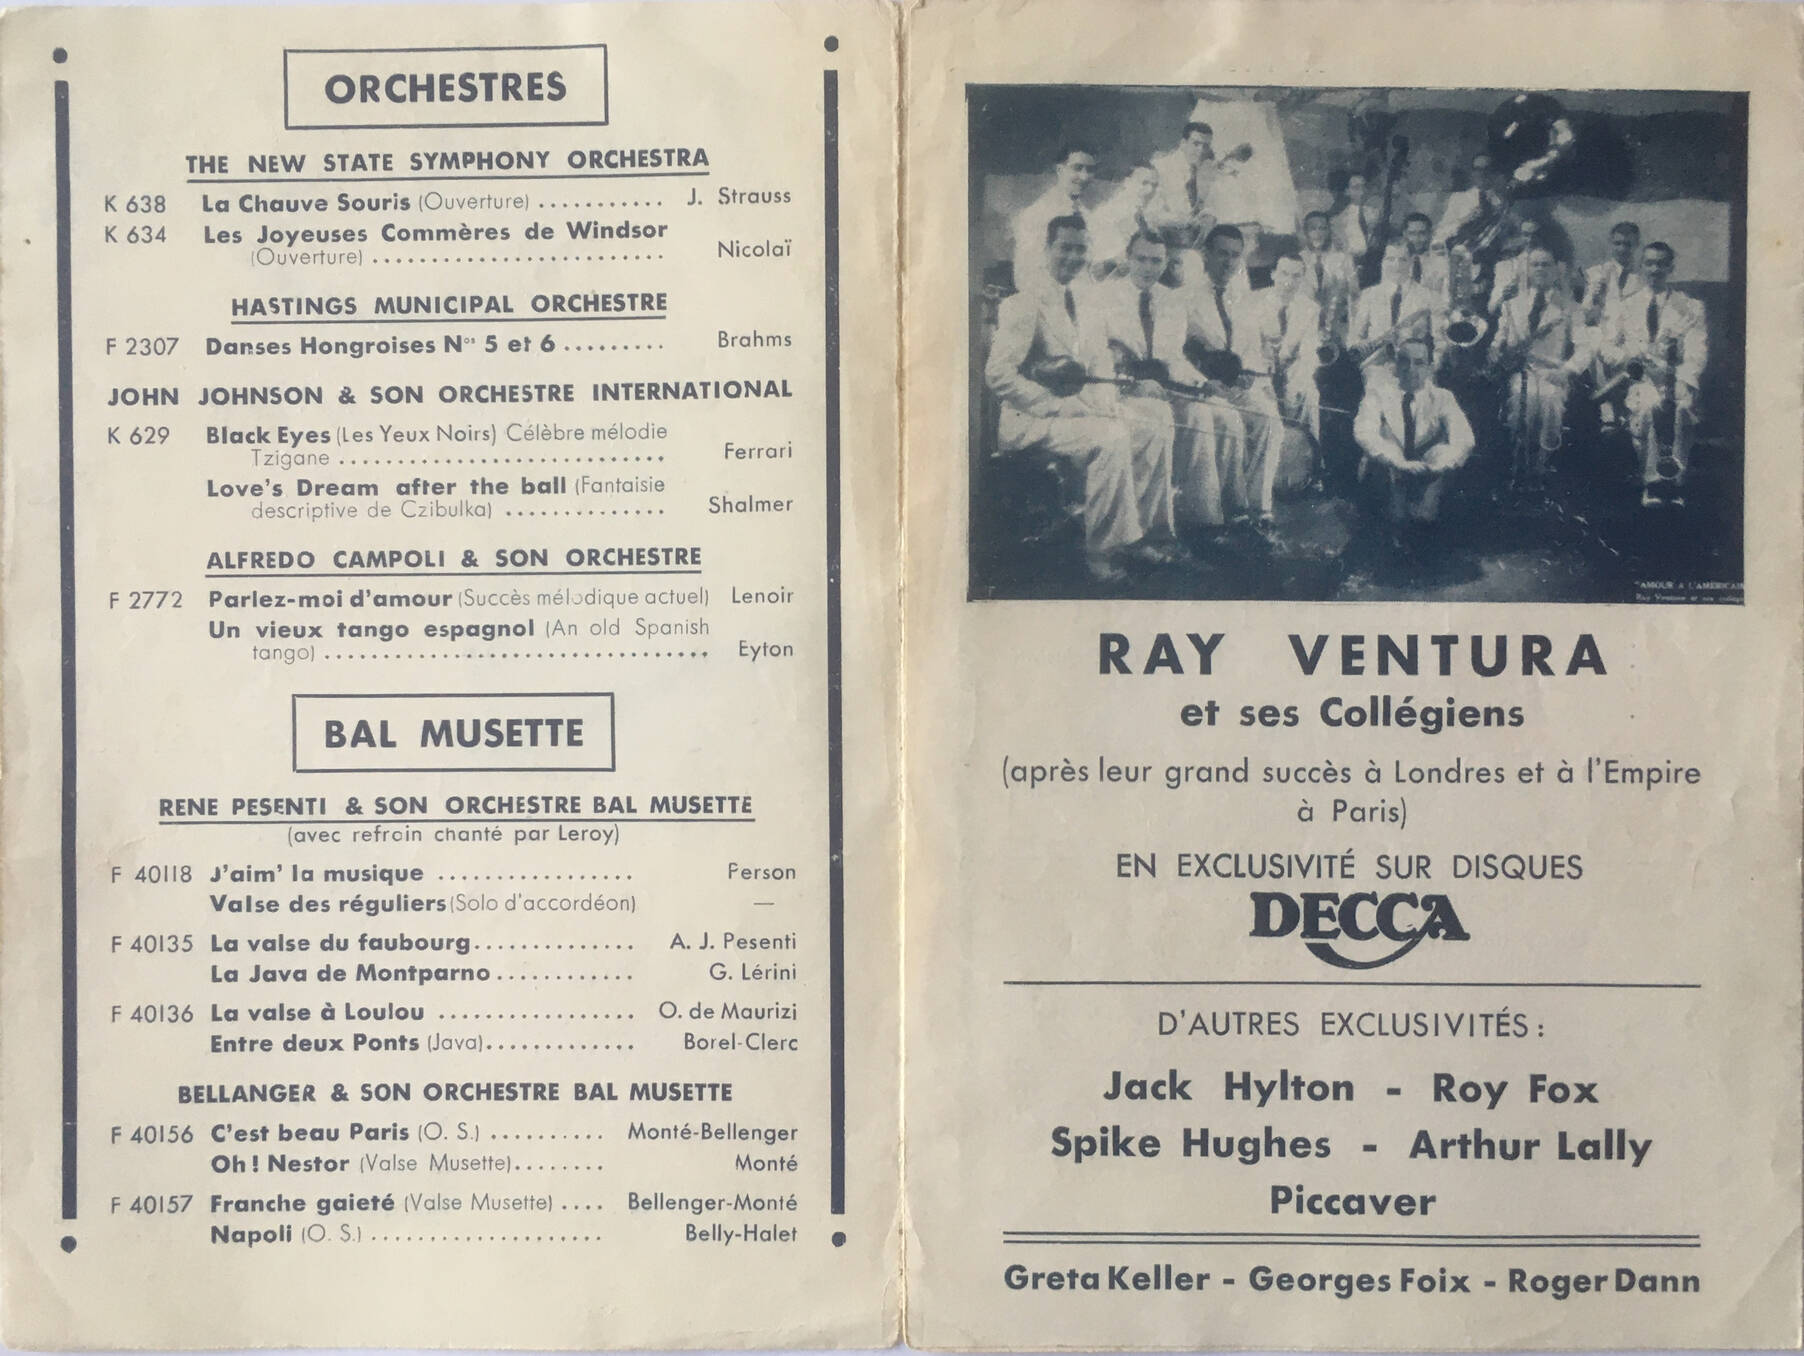 ORCHESTRES
THE NEW STATE SYMPHONY ORCHESTRA
K 638 La Chauve Souris (Ouverture) ........... J. Strauss
K 634 Les Joyeuses Commères de Windsor
(Ouverture) ......................... Nicolaï
HASTINGS MUNICIPAL ORCHESTRE
F 2307 Danses Hongroises Nos 5 et 6 ......... Brahms
JOHN JOHNSON & SON ORCHESTRE INTERNATIONAL
K 629 Black Eyes (Les Yeux Noirs) Célèbre mélodie
Tzigane ............................ Ferrari
Love's Dream after the ball (Fantaisie
descriptive de Czibulka) .............. Shalmer
ALFREDO CAMPOLI & SON ORCHESTRE
F 2772 Parlez-moi d'amour (Succès mélodique actuel) Lenoir
Un vieux tango espagnol (An old Spanish
tango) ................................. Eyton
BAL MUSETTE
RENE PESENTI & SON ORCHESTRE BAL MUSETTE
(avec refrain chanté par Leroy)
F 40118 J'aim' la musique ................. Ferson
Valse des réguliers (Solo d'accordéon) —
F 40135 La valse du faubourg.............. A. J. Pesenti
La Java de Montparno............ G. Lérini
F 40136 La valse à Loulou ................. O. de Maurizi
Entre deux Ponts (Java)............. Borel-Clerc
BELLANGER & SON ORCHESTRE BAL MUSETTE
F 40156 C'est beau Paris (O. S.) .......... Monté-Bellenger
Oh ! Nestor (Valse Musette)........ Monté
F 40157 Franche gaieté (Valse Musette) .... Bellenger-Monté
Napoli (O. S.) .................... Belly-Halet
"AMOUR A L'AMERICAIN
Ray Ventura et ses collégi
RAY VENTURA
et ses Collégiens
(après leur grand succès à Londres et à l'Empire
à Paris)
EN EXCLUSIVITÉ SUR DISQUES
DECCA
D'AUTRES EXCLUSIVITÉS :
Jack Hylton - Roy Fox
Spike Hughes - Arthur Lally
Piccaver
Greta Keller - Georges Foix - Roger Dann